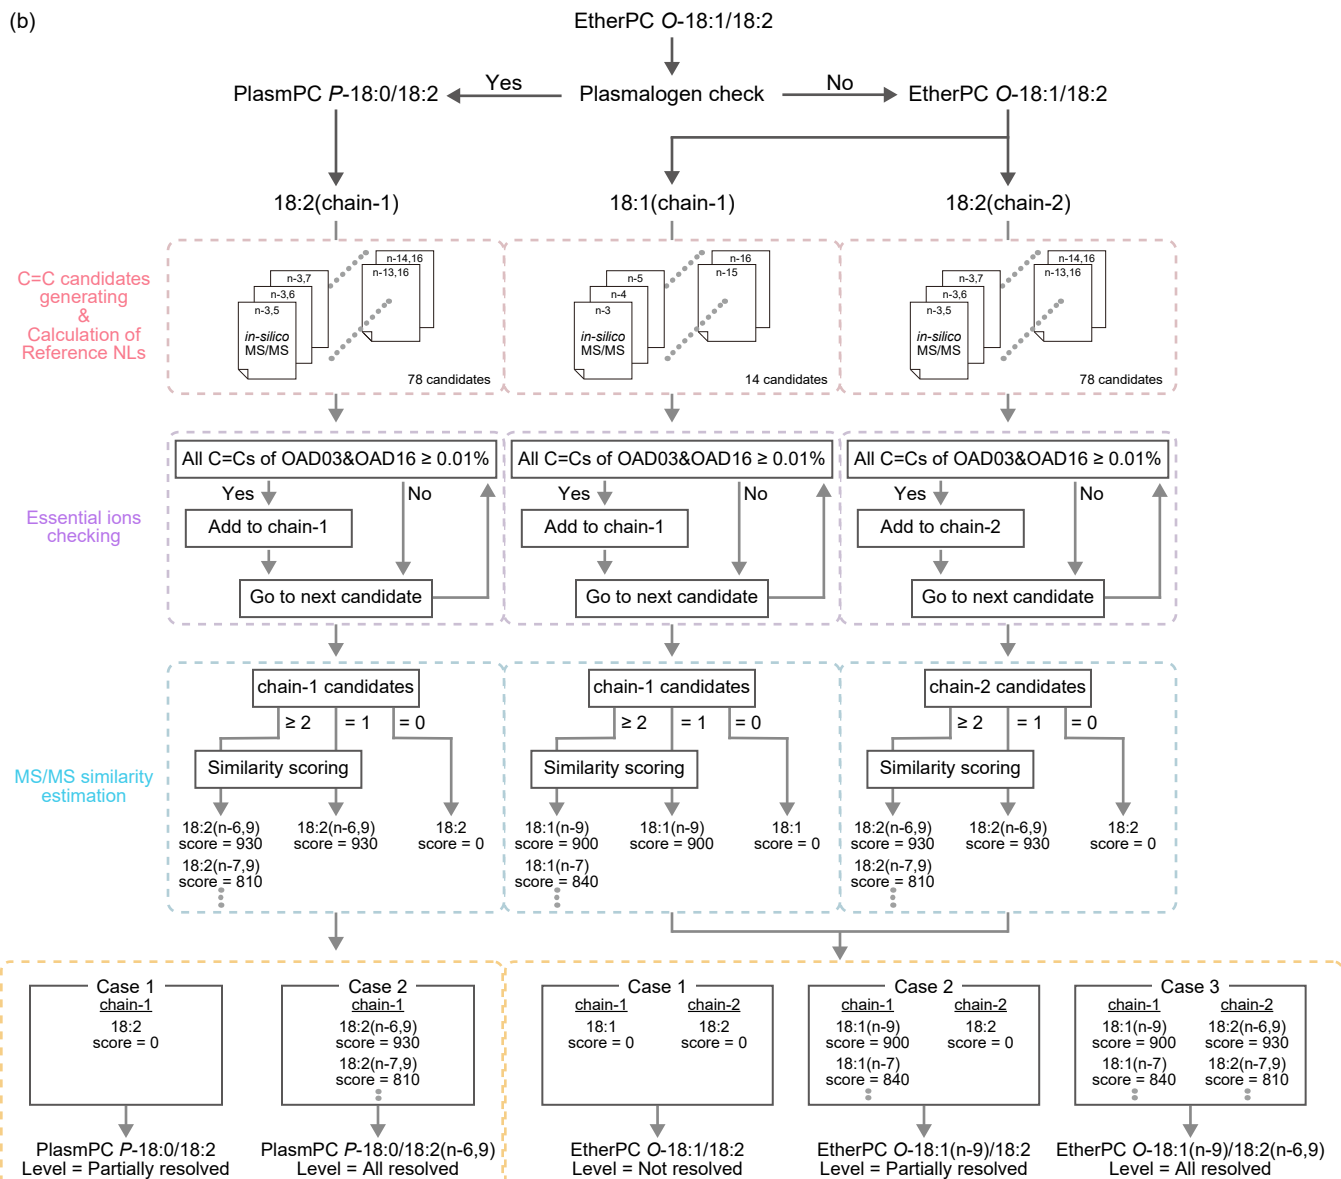 (b)
EtherPC O-18:1/18:2
PlasmPC P-18:0/18:2
Yes
Plasmalogen check
No
EtherPC O-18:1/18:2
18:2(chain-1)
18:1(chain-1)
18:2(chain-2)
C=C candidates
generating
&
Calculation of
Reference NLs
n-14,16
n-13,16
n-3,7
n-3,6
n-3,5
in-silico
MS/MS
78 candidates
n-16
n-15
n-5
n-4
n-3
in-silico
MS/MS
14 candidates
n-14,16
n-13,16
n-3,7
n-3,6
n-3,5
in-silico
MS/MS
78 candidates
Essential ions
checking
All C=Cs of OAD03&OAD16 ≥ 0.01%
Yes
No
Add to chain-1
Go to next candidate
All C=Cs of OAD03&OAD16 ≥ 0.01%
Yes
No
Add to chain-1
Go to next candidate
All C=Cs of OAD03&OAD16 ≥ 0.01%
Yes
No
Add to chain-2
Go to next candidate
MS/MS similarity
estimation
chain-1 candidates
≥ 2
= 1
= 0
Similarity scoring
18:2(n-6,9)
score = 930
18:2(n-7,9)
score = 810
18:2(n-6,9)
score = 930
18:2
score = 0
chain-1 candidates
≥ 2
= 1
= 0
Similarity scoring
18:1(n-9)
score = 900
18:1(n-7)
score = 840
18:1(n-9)
score = 900
18:1
score = 0
chain-2 candidates
≥ 2
= 1
= 0
Similarity scoring
18:2(n-6,9)
score = 930
18:2(n-7,9)
score = 810
18:2(n-6,9)
score = 930
18:2
score = 0
Case 1
chain-1
18:2
score = 0
PlasmPC P-18:0/18:2
Level = Partially resolved
Case 2
chain-1
18:2(n-6,9)
score = 930
18:2(n-7,9)
score = 810
PlasmPC P-18:0/18:2(n-6,9)
Level = All resolved
Case 1
chain-1
18:1
score = 0
chain-2
18:2
score = 0
EtherPC O-18:1/18:2
Level = Not resolved
Case 2
chain-1
18:1(n-9)
score = 900
18:1(n-7)
score = 840
chain-2
18:2
score = 0
EtherPC O-18:1(n-9)/18:2
Level = Partially resolved
Case 3
chain-1
18:1(n-9)
score = 900
18:1(n-7)
score = 840
chain-2
18:2(n-6,9)
score = 930
18:2(n-7,9)
score = 810
EtherPC O-18:1(n-9)/18:2(n-6,9)
Level = All resolved